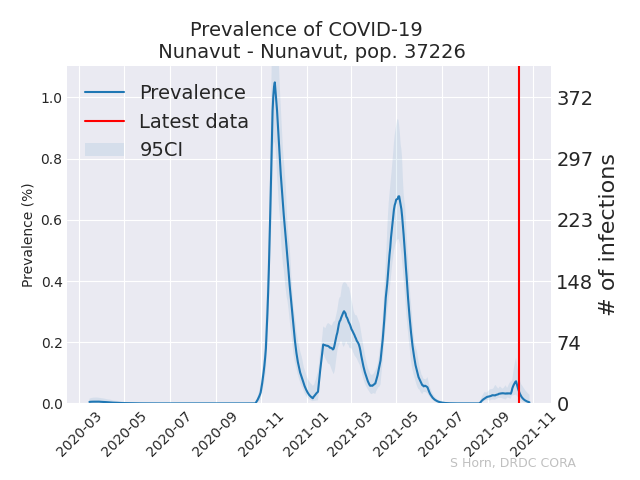 Prevalence of COVID-19
Nunavut - Nunavut, pop. 37226
Prevalence
Latest data
95CI
Prevalence (%)
1.0
0.8
0.6
0.4
0.2
0.0
372
297
223
148
74
0
# of infections
2020-03
2020-05
2020-07
2020-09
2020-11
2021-01
2021-03
2021-05
2021-07
2021-09
2021-11
S Horn, DRDC CORA